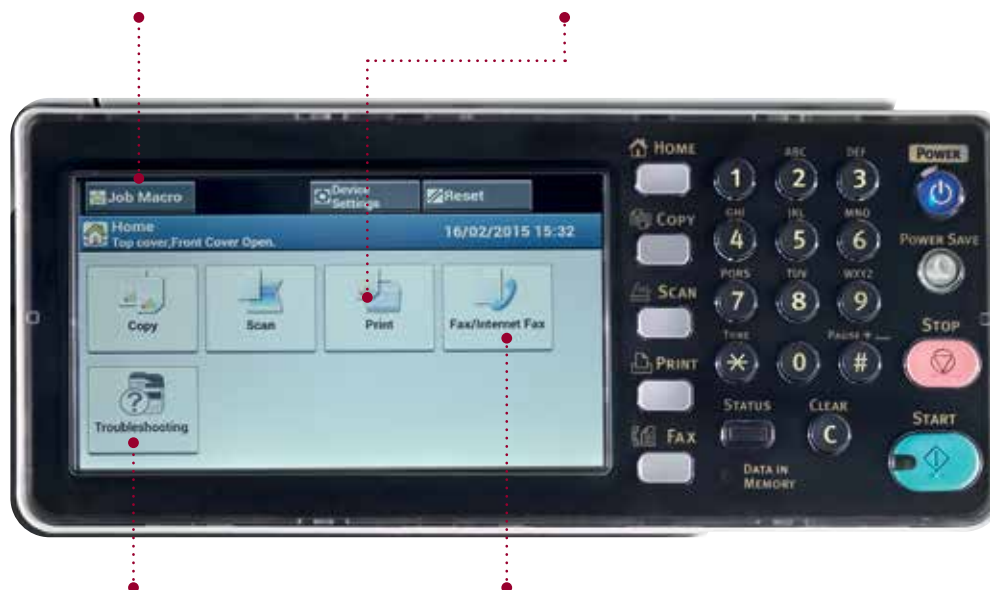 Job Macro
Device Settings
Reset
Home
16/02/2015 15:32
Top cover,Front Cover Open.
Copy
Scan
Print
Fax/Internet Fax
Troubleshooting
HOME
COPY
SCAN
PRINT
FAX
ABC
DEF
1
2
3
GHI
JKL
MNO
4
5
6
PQRS
TUV
WXYZ
7
8
9
TONE
PAUSE + __
*
0
#
STATUS
CLEAR
C
DATA IN
MEMORY
POWER
POWER SAVE
STOP
START